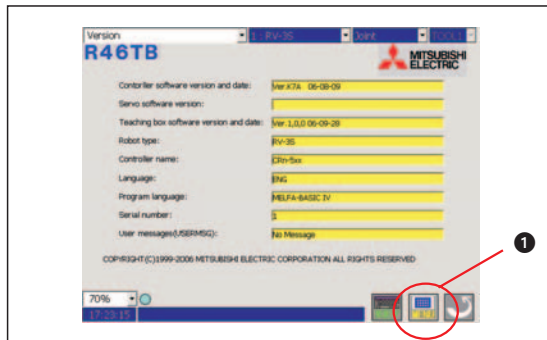 Version 1 : RV-3S Joint TOOL1
R46TB
MITSUBISHI
ELECTRIC
Contorller software version and date: Ver.K7A 06-08-09
Servo software version:
Teaching box software version and date: Ver.1,0,0 06-09-28
Robot type: RV-3S
Controller name: CRn-5xx
Language: ENG
Program language: MELFA-BASIC IV
Serial number: 1
User messages(USERMSG): No Message
COPYRIGHT(C)1999-2006 MITSUBISHI ELECTRIC CORPORATION ALL RIGHTS RESERVED
1
70%
17:23:15